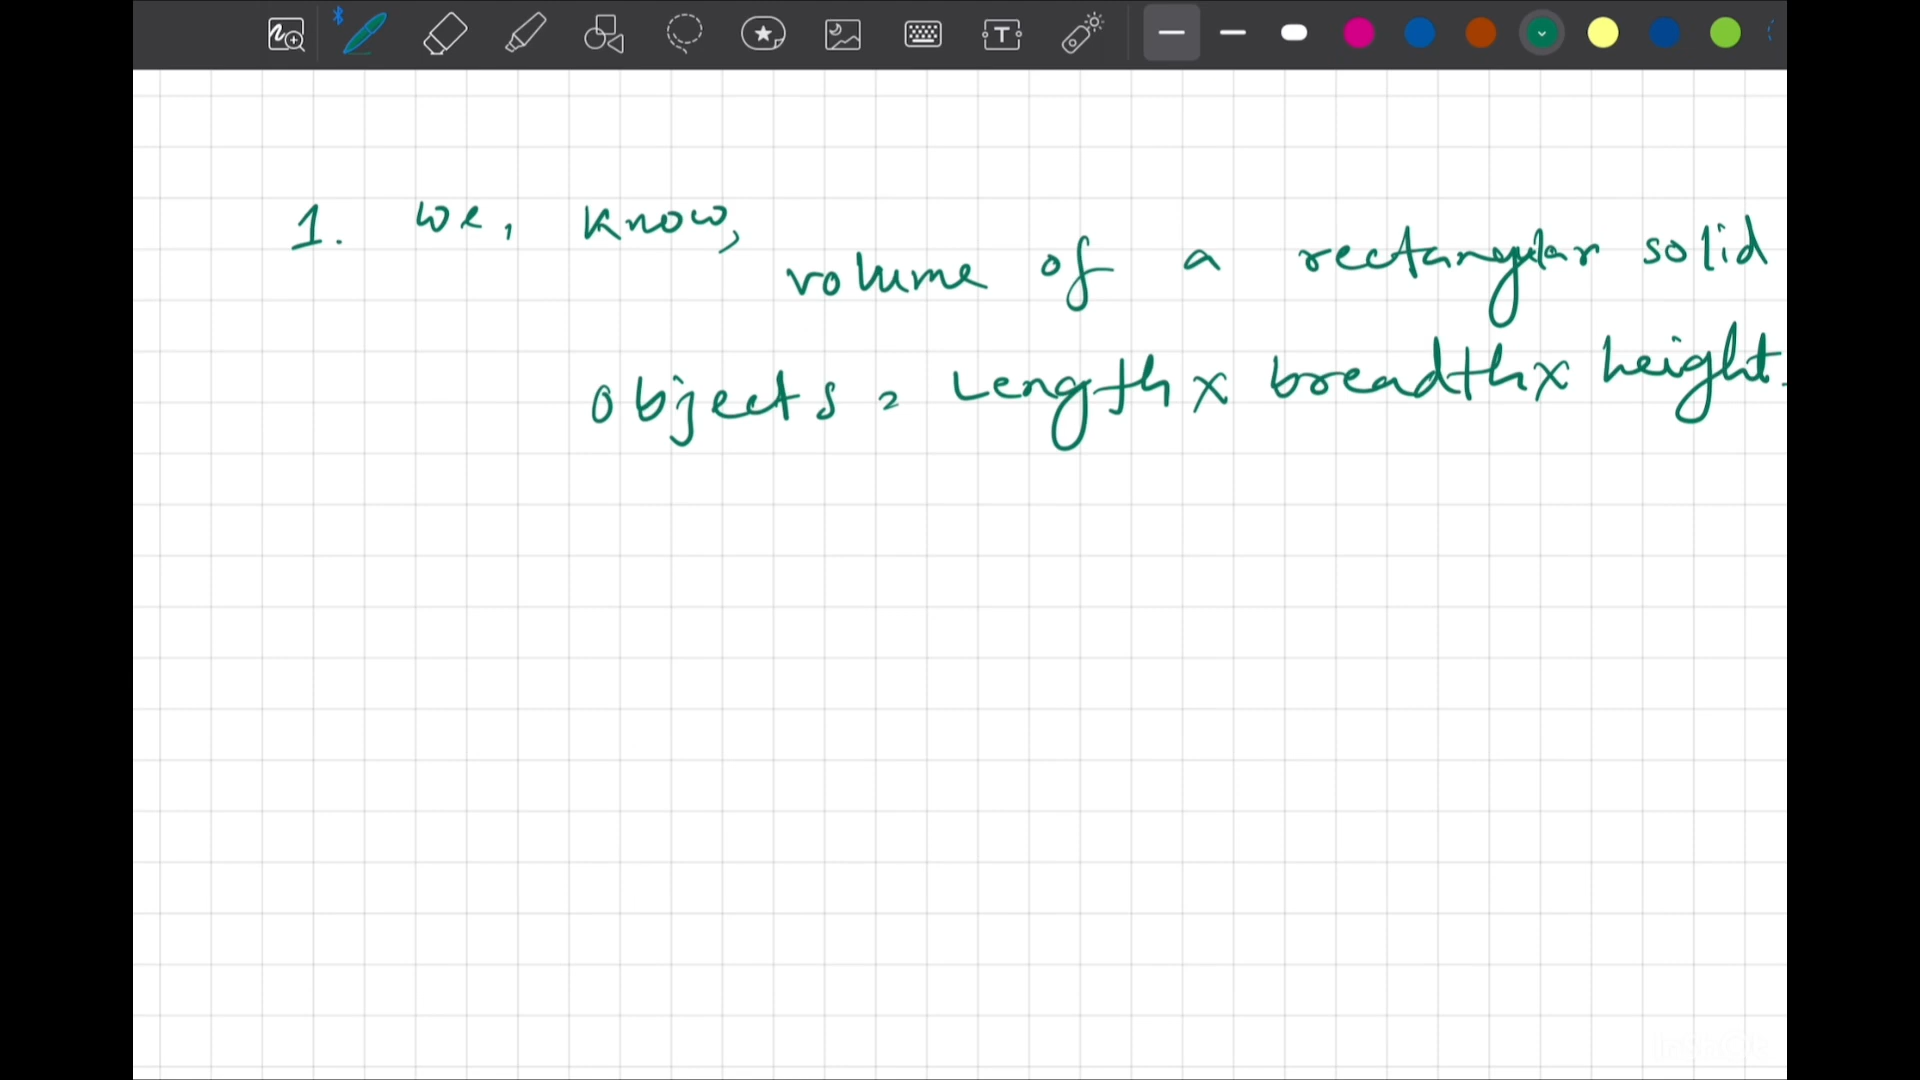 1. we, know,
volume of a rectangular solid
objects = Length x breadth x height.